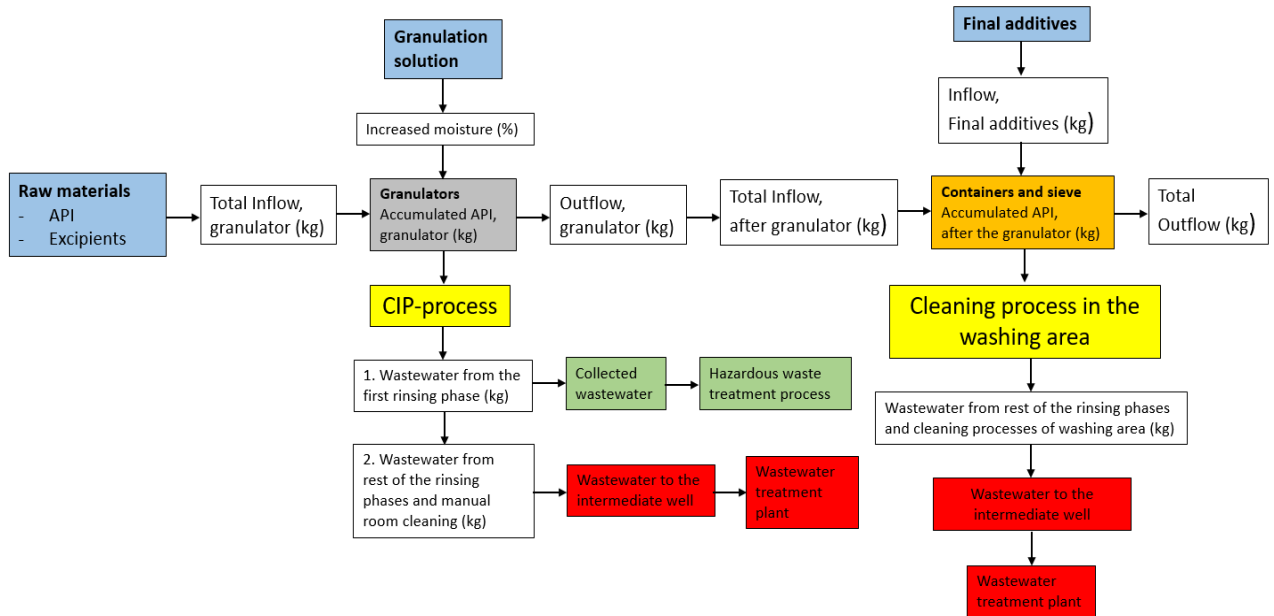 Granulation
solution
Final additives
Increased moisture (%)
Inflow,
Final additives (kg)
Raw materials
- API
- Excipients
Total Inflow,
granulator (kg)
Granulators
Accumulated API,
granulator (kg)
Outflow,
granulator (kg)
Total Inflow,
after granulator (kg)
Containers and sieve
Accumulated API,
after the granulator (kg)
Total
Outflow (kg)
CIP-process
Cleaning process in the
washing area
1. Wastewater from the
first rinsing phase (kg)
Collected
wastewater
Hazardous waste
treatment process
Wastewater from rest of the rinsing phases
and cleaning processes of washing area (kg)
2. Wastewater from
rest of the rinsing
phases and manual
room cleaning (kg)
Wastewater to the
intermediate well
Wastewater
treatment
plant
Wastewater to the
intermediate well
Wastewater
treatment plant